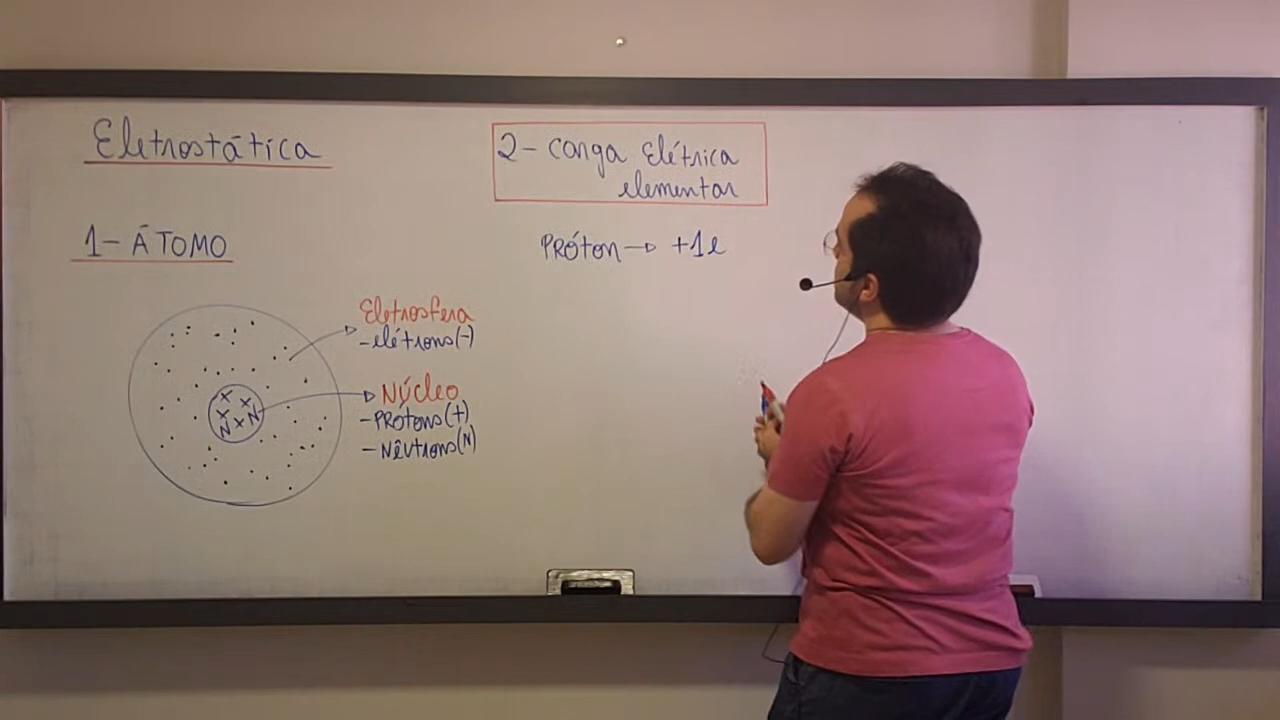 Eletrostática
1- ÁTOMO
Eletrosfera
-elétrons(-)
Núcleo
-Prótons(+)
-Nêutrons(N)
x
x
x
x
N
N
2- Carga Elétrica
elementar
PRÓTON → +1e